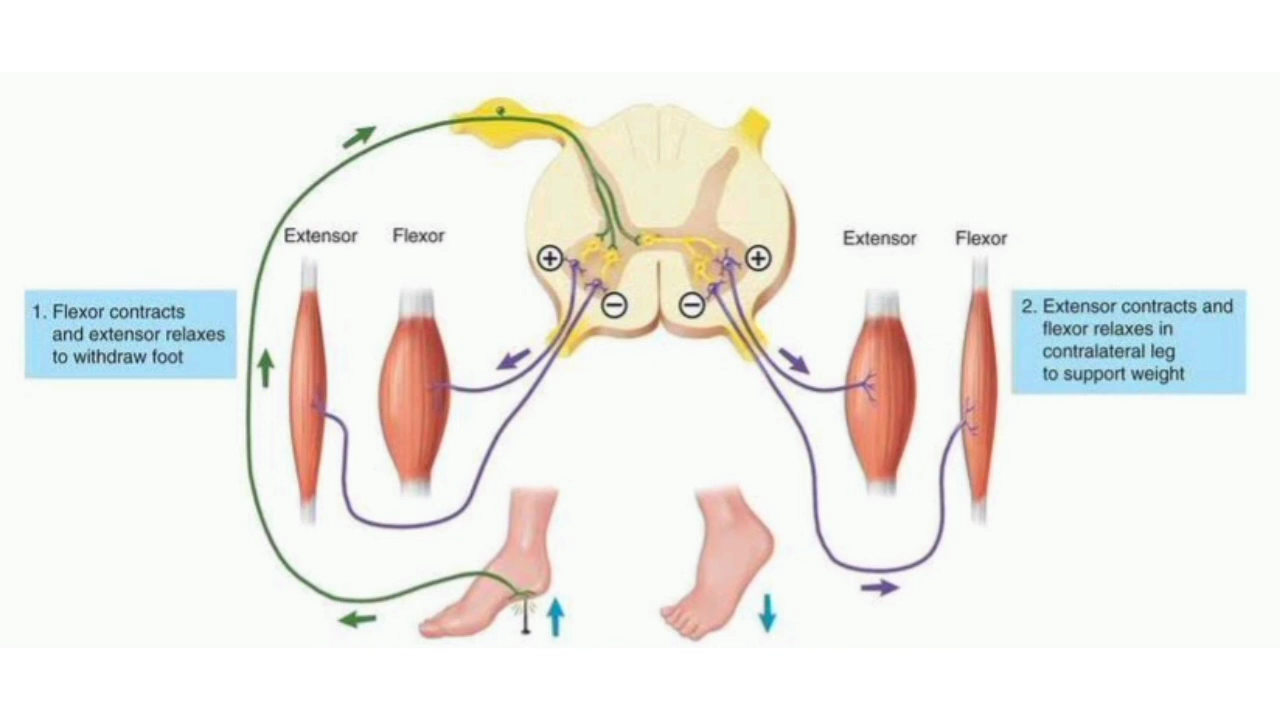 Extensor Flexor
Extensor Flexor
+
−
−
+
1. Flexor contracts
and extensor relaxes
to withdraw foot
2. Extensor contracts and
flexor relaxes in
contralateral leg
to support weight